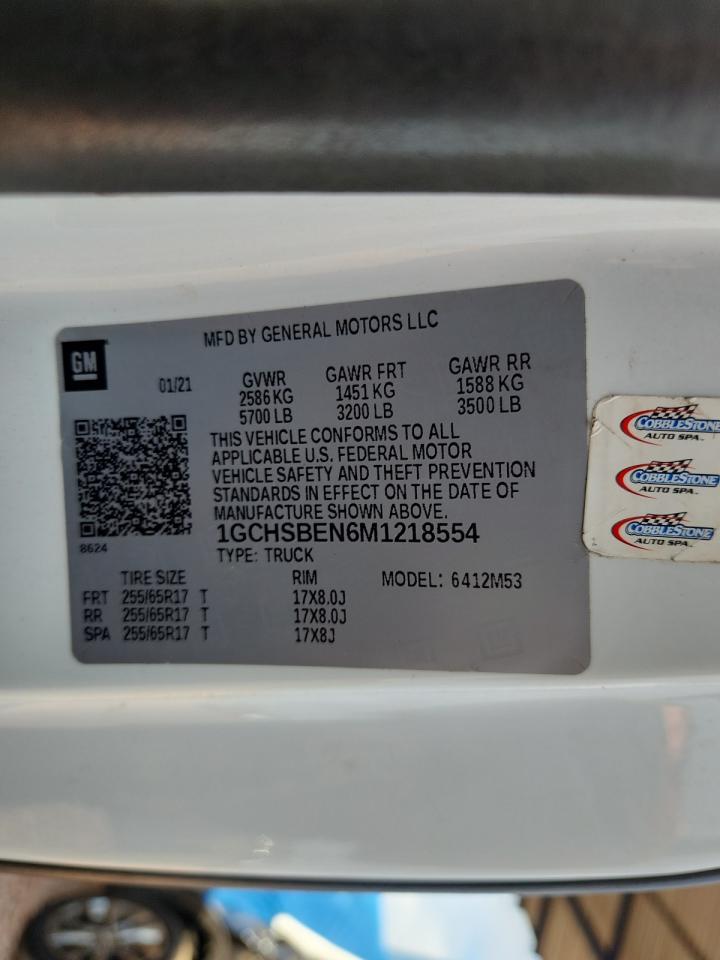 MFD BY GENERAL MOTORS LLC
GM
01/21
GVWR
2586 KG
5700 LB
GAWR FRT
1451 KG
3200 LB
GAWR RR
1588 KG
3500 LB
THIS VEHICLE CONFORMS TO ALL
APPLICABLE U.S. FEDERAL MOTOR
VEHICLE SAFETY AND THEFT PREVENTION
STANDARDS IN EFFECT ON THE DATE OF
MANUFACTURE SHOWN ABOVE.
8624
1GCHSBEN6M1218554
TYPE: TRUCK
TIRE SIZE RIM MODEL: 6412M53
FRT 255/65R17 T 17X8.0J
RR 255/65R17 T 17X8.0J
SPA 255/65R17 T 17X8J
COBBLESTONE
AUTO SPA™
COBBLESTONE
AUTO SPA™
COBBLESTONE
AUTO SPA™